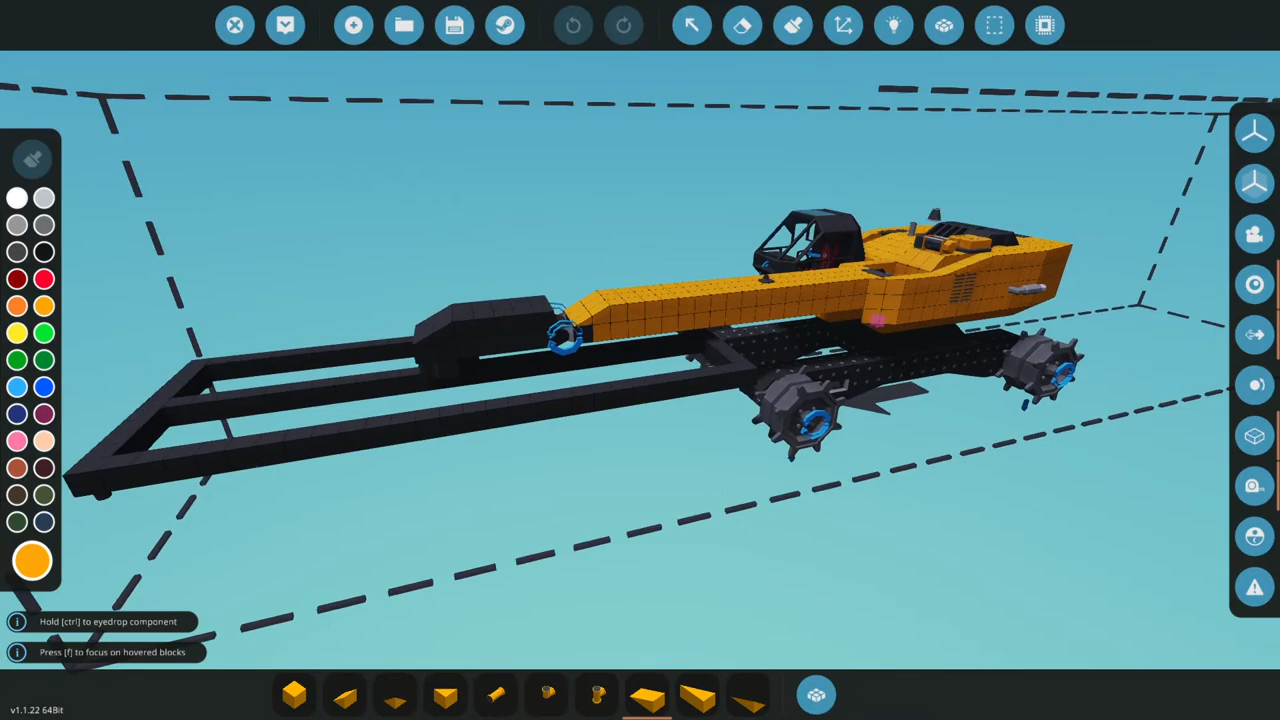 Hold [ctrl] to eyedrop component
Press [f] to focus on hovered blocks
v1.1.22 64Bit